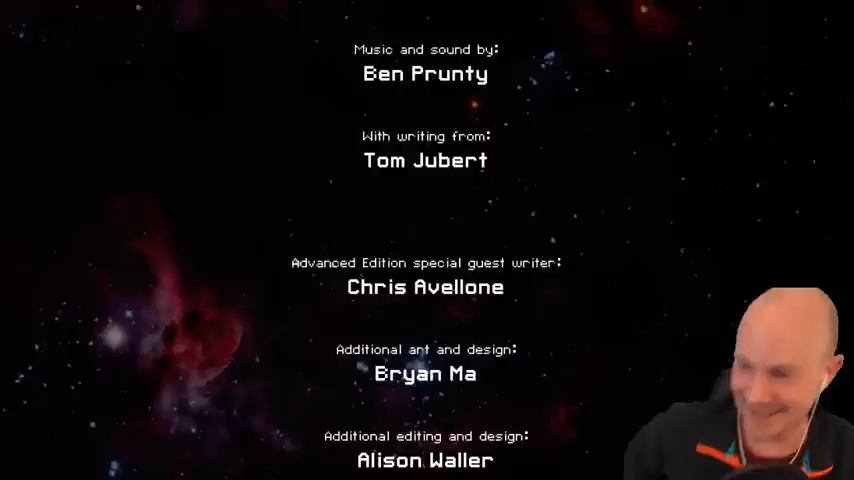 Music and sound by:
Ben Prunty
With writing from:
Tom Jubert
Advanced Edition special guest writer:
Chris Avellone
Additional art and design:
Bryan Ma
Additional editing and design:
Alison Waller